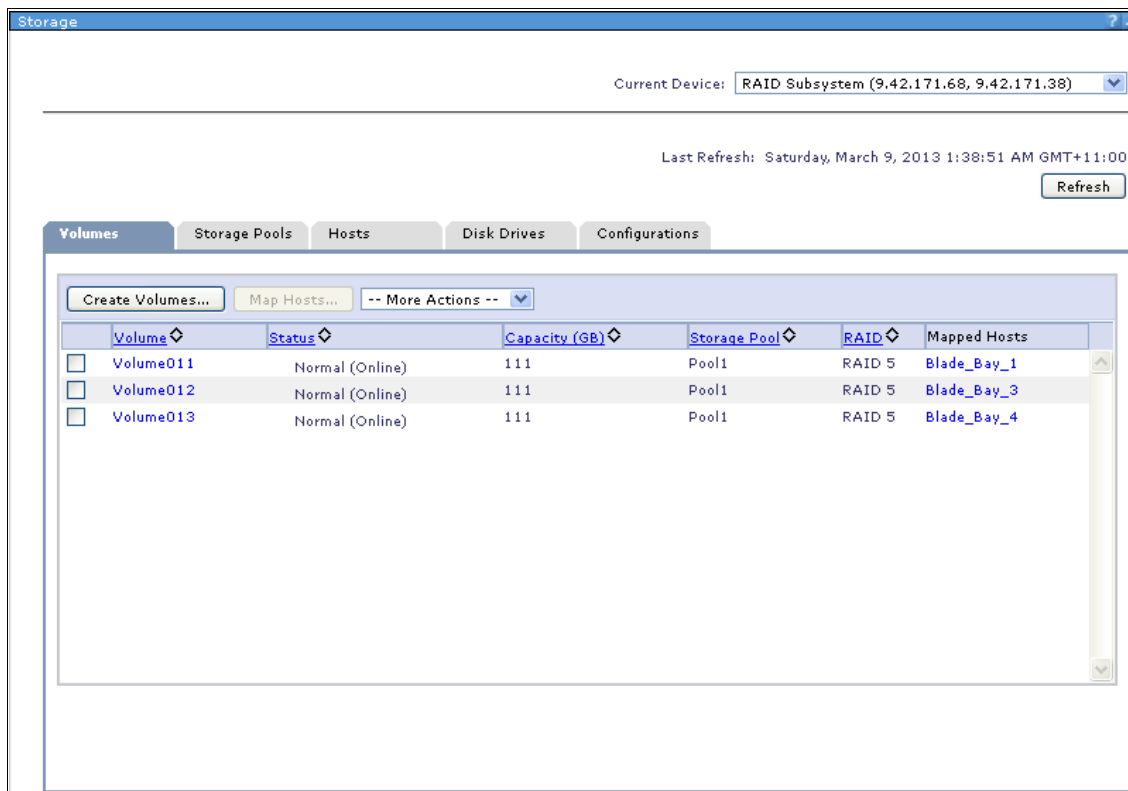 Storage ?
Current Device: RAID Subsystem (9.42.171.68, 9.42.171.38)
Last Refresh: Saturday, March 9, 2013 1:38:51 AM GMT+11:00
Refresh
Volumes Storage Pools Hosts Disk Drives Configurations
Create Volumes... Map Hosts... -- More Actions --
Volume Status Capacity (GB) Storage Pool RAID Mapped Hosts
Volume011 Normal (Online) 111 Pool1 RAID 5 Blade_Bay_1
Volume012 Normal (Online) 111 Pool1 RAID 5 Blade_Bay_3
Volume013 Normal (Online) 111 Pool1 RAID 5 Blade_Bay_4